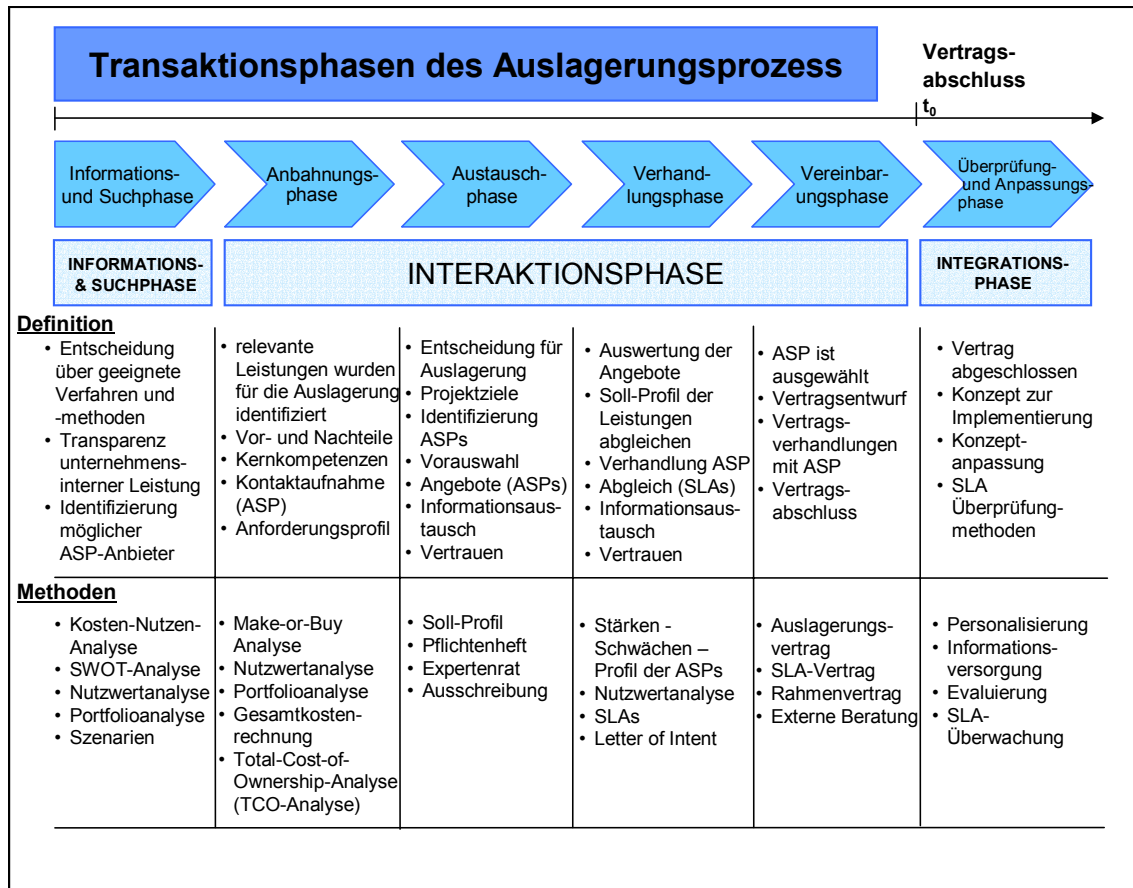 Transaktionsphasen des Auslagerungsprozess
Vertrags-
abschluss
t₀
Informations-
und Suchphase
Anbahnungs-
phase
Austausch-
phase
Verhand-
lungsphase
Vereinbar-
ungsphase
Überprüfung-
und Anpassungs-
phase
INFORMATIONS-
& SUCHPHASE
INTERAKTIONSPHASE
INTEGRATIONS-
PHASE
Definition
• Entscheidung
über geeignete
Verfahren und
-methoden
• Transparenz
unternehmens-
interner Leistung
• Identifizierung
möglicher
ASP-Anbieter
• relevante
Leistungen wurden
für die Auslagerung
identifiziert
• Vor- und Nachteile
• Kernkompetenzen
• Kontaktaufnahme
(ASP)
• Anforderungsprofil
• Entscheidung für
Auslagerung
• Projektziele
• Identifizierung
ASPs
• Vorauswahl
• Angebote (ASPs)
• Informationsaus-
tausch
• Vertrauen
• Auswertung der
Angebote
• Soll-Profil der
Leistungen
abgleichen
• Verhandlung ASP
• Abgleich (SLAs)
• Informationsaus-
tausch
• Vertrauen
• ASP ist
ausgewählt
• Vertragsentwurf
• Vertrags-
verhandlungen
mit ASP
• Vertrags-
abschluss
• Vertrag
abgeschlossen
• Konzept zur
Implementierung
• Konzept-
anpassung
• SLA
Überprüfung-
methoden
Methoden
• Kosten-Nutzen-
Analyse
• SWOT-Analyse
• Nutzwertanalyse
• Portfolioanalyse
• Szenarien
• Make-or-Buy
Analyse
• Nutzwertanalyse
• Portfolioanalyse
• Gesamtkosten-
rechnung
• Total-Cost-of-
Ownership-Analyse
(TCO-Analyse)
• Soll-Profil
• Pflichtenheft
• Expertenrat
• Ausschreibung
• Stärken -
Schwächen –
Profil der ASPs
• Nutzwertanalyse
• SLAs
• Letter of Intent
• Auslagerungs-
vertrag
• SLA-Vertrag
• Rahmenvertrag
• Externe Beratung
• Personalisierung
• Informations-
versorgung
• Evaluierung
• SLA-
Überwachung